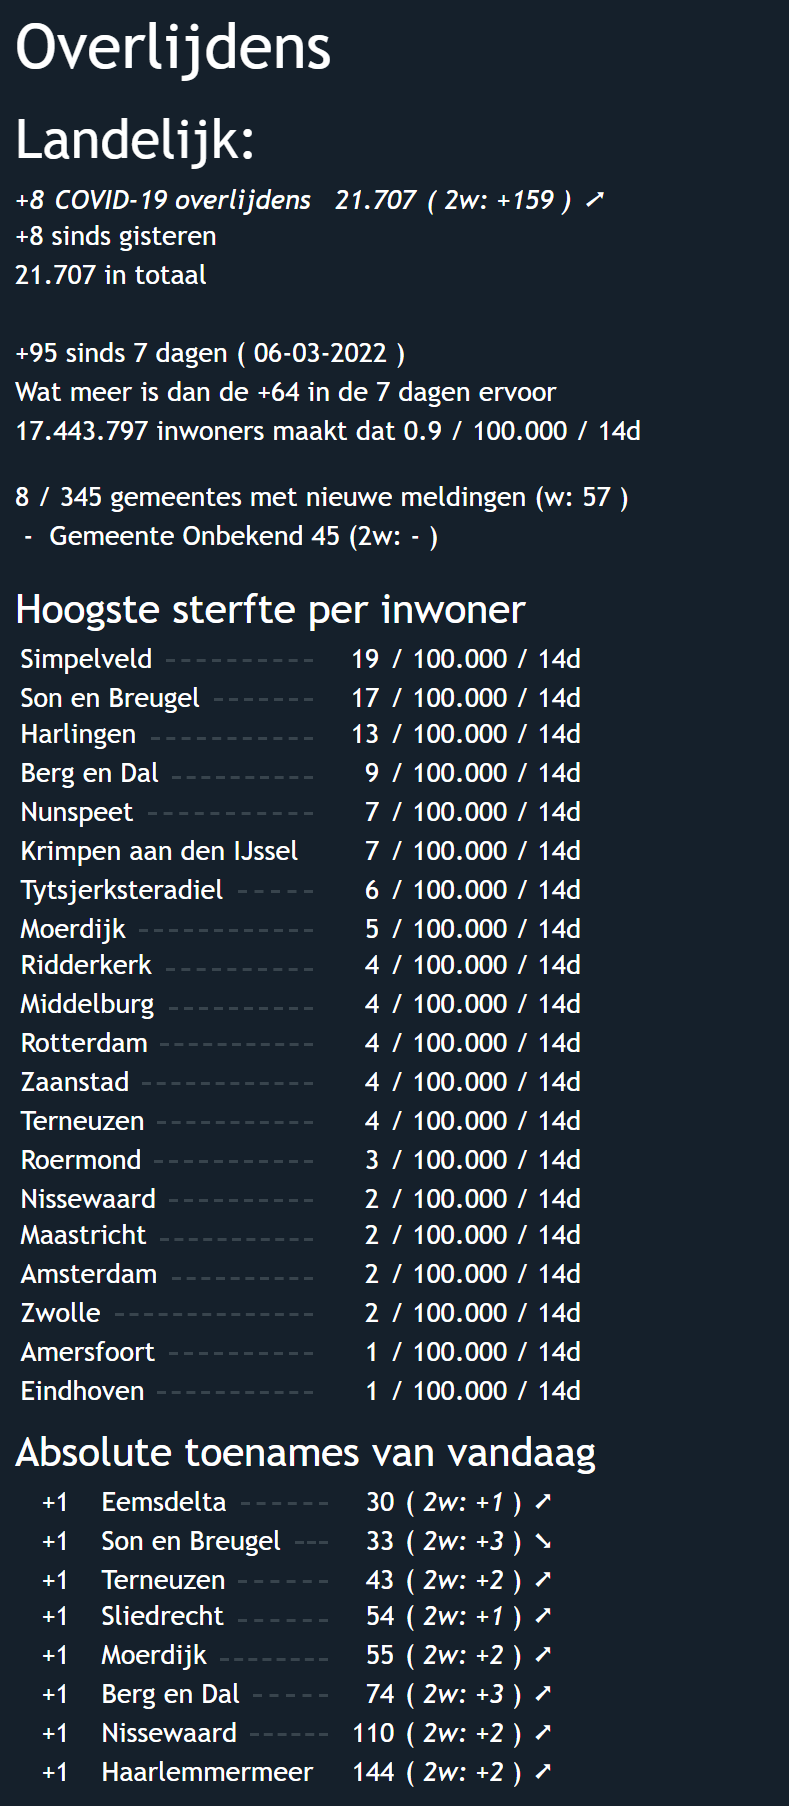 Overlijdens
Landelijk:
+8 COVID-19 overlijdens 21.707 ( 2w: +159 ) ➚
+8 sinds gisteren
21.707 in totaal
+95 sinds 7 dagen ( 06-03-2022 )
Wat meer is dan de +64 in de 7 dagen ervoor
17.443.797 inwoners maakt dat 0.9 / 100.000 / 14d
8 / 345 gemeentes met nieuwe meldingen (w: 57 )
- Gemeente Onbekend 45 (2w: - )
Hoogste sterfte per inwoner
Simpelveld ---------- 19 / 100.000 / 14d
Son en Breugel ------- 17 / 100.000 / 14d
Harlingen ----------- 13 / 100.000 / 14d
Berg en Dal ---------- 9 / 100.000 / 14d
Nunspeet ----------- 7 / 100.000 / 14d
Krimpen aan den IJssel 7 / 100.000 / 14d
Tytsjerksteradiel ----- 6 / 100.000 / 14d
Moerdijk ------------ 5 / 100.000 / 14d
Ridderkerk ---------- 4 / 100.000 / 14d
Middelburg ---------- 4 / 100.000 / 14d
Rotterdam ----------- 4 / 100.000 / 14d
Zaanstad ------------ 4 / 100.000 / 14d
Terneuzen ----------- 4 / 100.000 / 14d
Roermond ----------- 3 / 100.000 / 14d
Nissewaard ---------- 2 / 100.000 / 14d
Maastricht ----------- 2 / 100.000 / 14d
Amsterdam ---------- 2 / 100.000 / 14d
Zwolle -------------- 2 / 100.000 / 14d
Amersfoort ---------- 1 / 100.000 / 14d
Eindhoven ----------- 1 / 100.000 / 14d
Absolute toenames van vandaag
+1 Eemsdelta ------ 30 ( 2w: +1 ) ➚
+1 Son en Breugel --- 33 ( 2w: +3 ) ➘
+1 Terneuzen ------ 43 ( 2w: +2 ) ➚
+1 Sliedrecht ------ 54 ( 2w: +1 ) ➚
+1 Moerdijk -------- 55 ( 2w: +2 ) ➚
+1 Berg en Dal ----- 74 ( 2w: +3 ) ➚
+1 Nissewaard ------ 110 ( 2w: +2 ) ➚
+1 Haarlemmermeer 144 ( 2w: +2 ) ➚